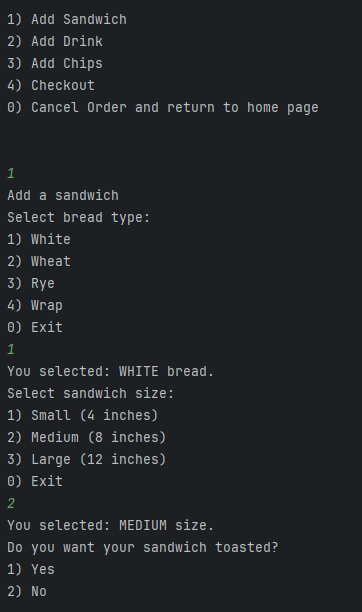 1) Add Sandwich
2) Add Drink
3) Add Chips
4) Checkout
0) Cancel Order and return to home page
1
Add a sandwich
Select bread type:
1) White
2) Wheat
3) Rye
4) Wrap
0) Exit
1
You selected: WHITE bread.
Select sandwich size:
1) Small (4 inches)
2) Medium (8 inches)
3) Large (12 inches)
0) Exit
2
You selected: MEDIUM size.
Do you want your sandwich toasted?
1) Yes
2) No